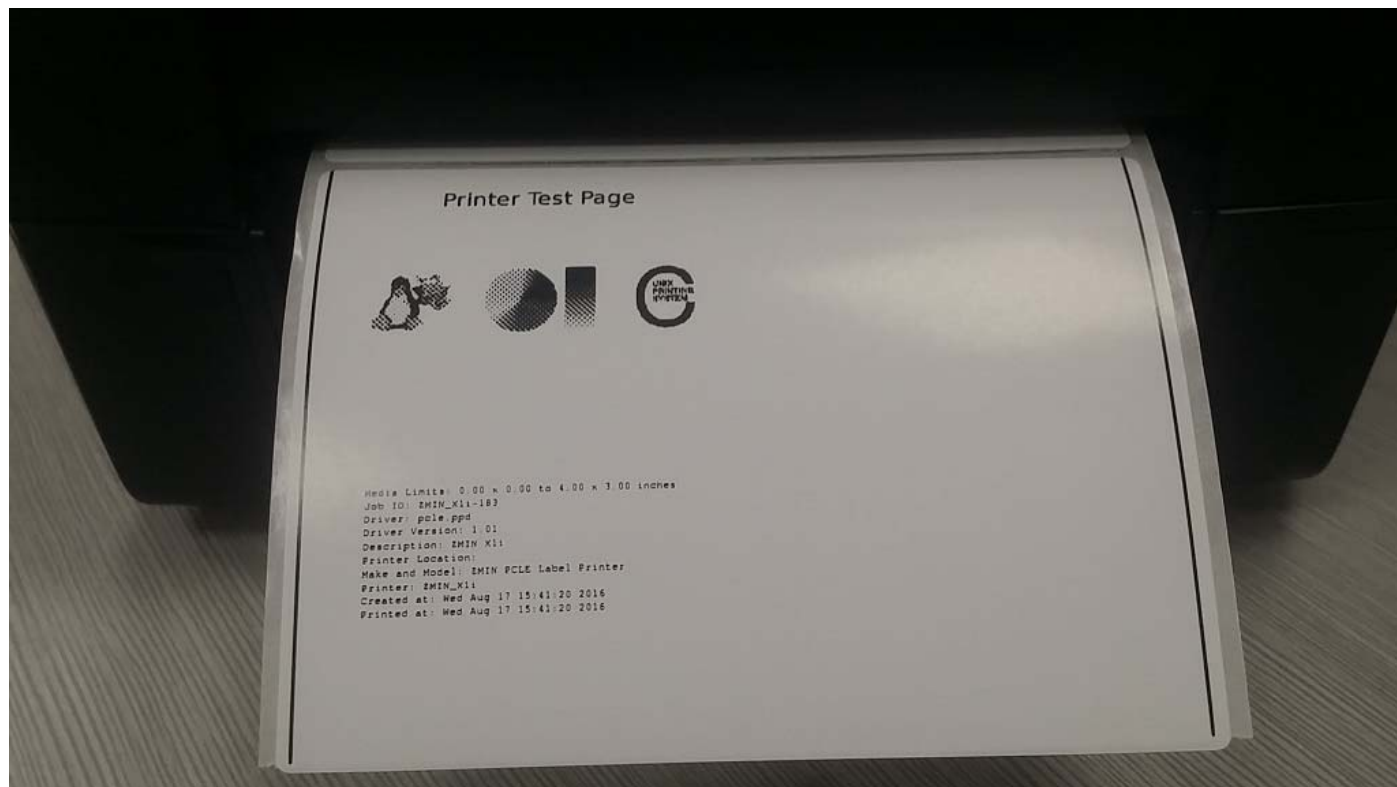 Printer Test Page
UNIX
PRINTING
SYSTEM
Media Limits: 0.00 x 0.00 to 4.00 x 3.00 inches
Job ID: ZMIN_X1i-183
Driver: pcle.ppd
Driver Version: 1.01
Description: ZMIN X1i
Printer Location:
Make and Model: ZMIN PCLE Label Printer
Printer: ZMIN_X1i
Created at: Wed Aug 17 15:41:20 2016
Printed at: Wed Aug 17 15:41:20 2016